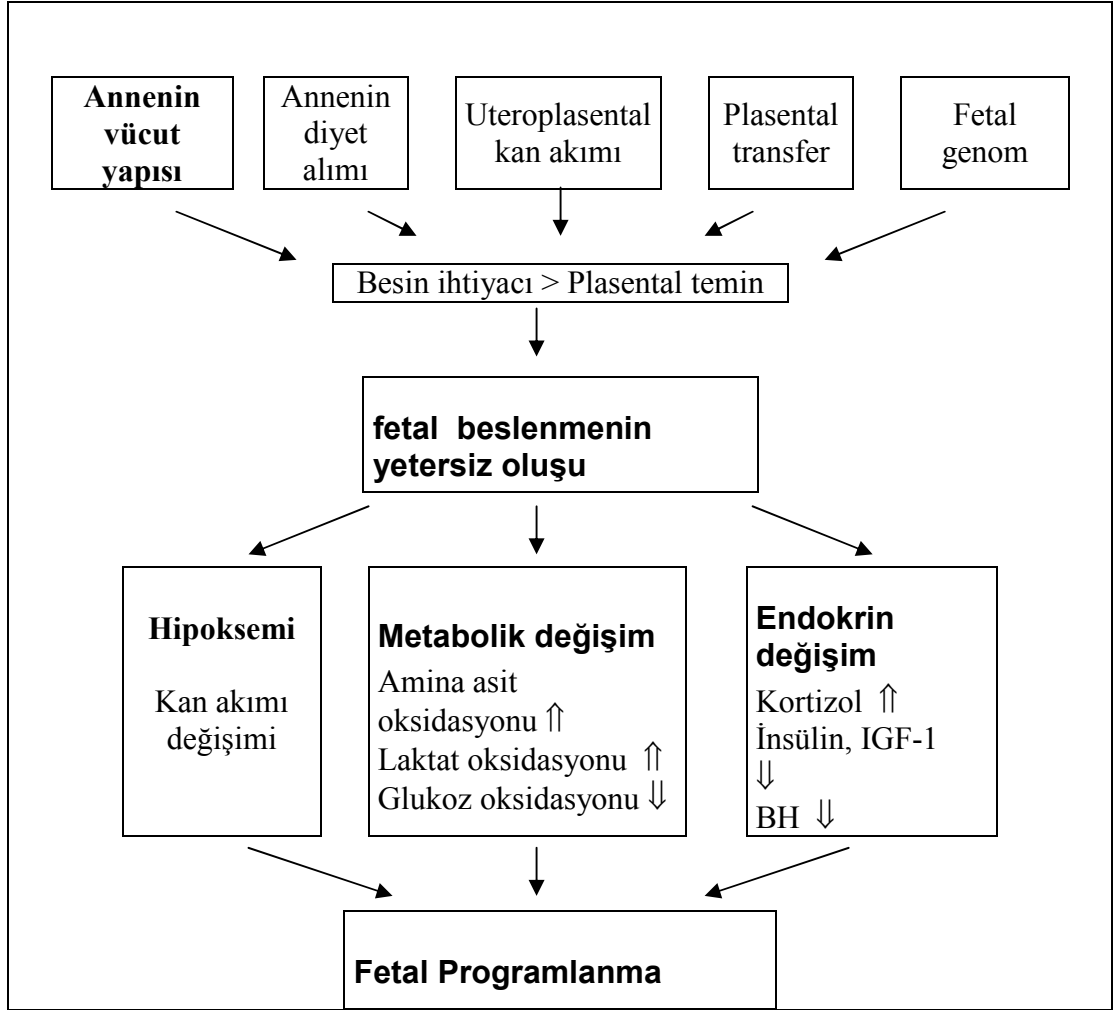 Annenin
vücut
yapısı
Annenin
diyet
alımı
Uteroplasental
kan akımı
Plasental
transfer
Fetal
genom
Besin ihtiyacı > Plasental temin
fetal beslenmenin
yetersiz oluşu
Hipoksemi
Kan akımı
değişimi
Metabolik değişim
Amina asit
oksidasyonu ⇑
Laktat oksidasyonu ⇑
Glukoz oksidasyonu ⇓
Endokrin
değişim
Kortizol ⇑
İnsülin, IGF-1
⇓
BH ⇓
Fetal Programlanma